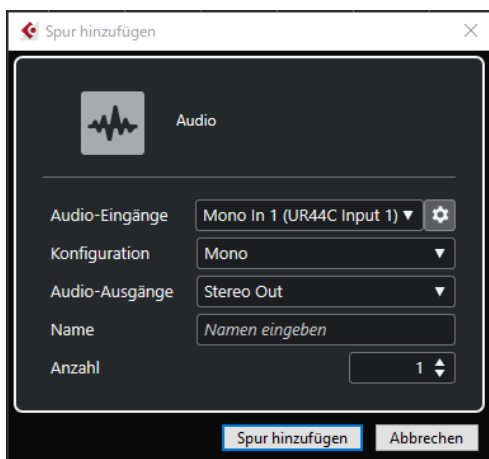 Spur hinzufügen
Audio
Audio-Eingänge Mono In 1 (UR44C Input 1)
Konfiguration Mono
Audio-Ausgänge Stereo Out
Name Namen eingeben
Anzahl 1
Spur hinzufügen Abbrechen